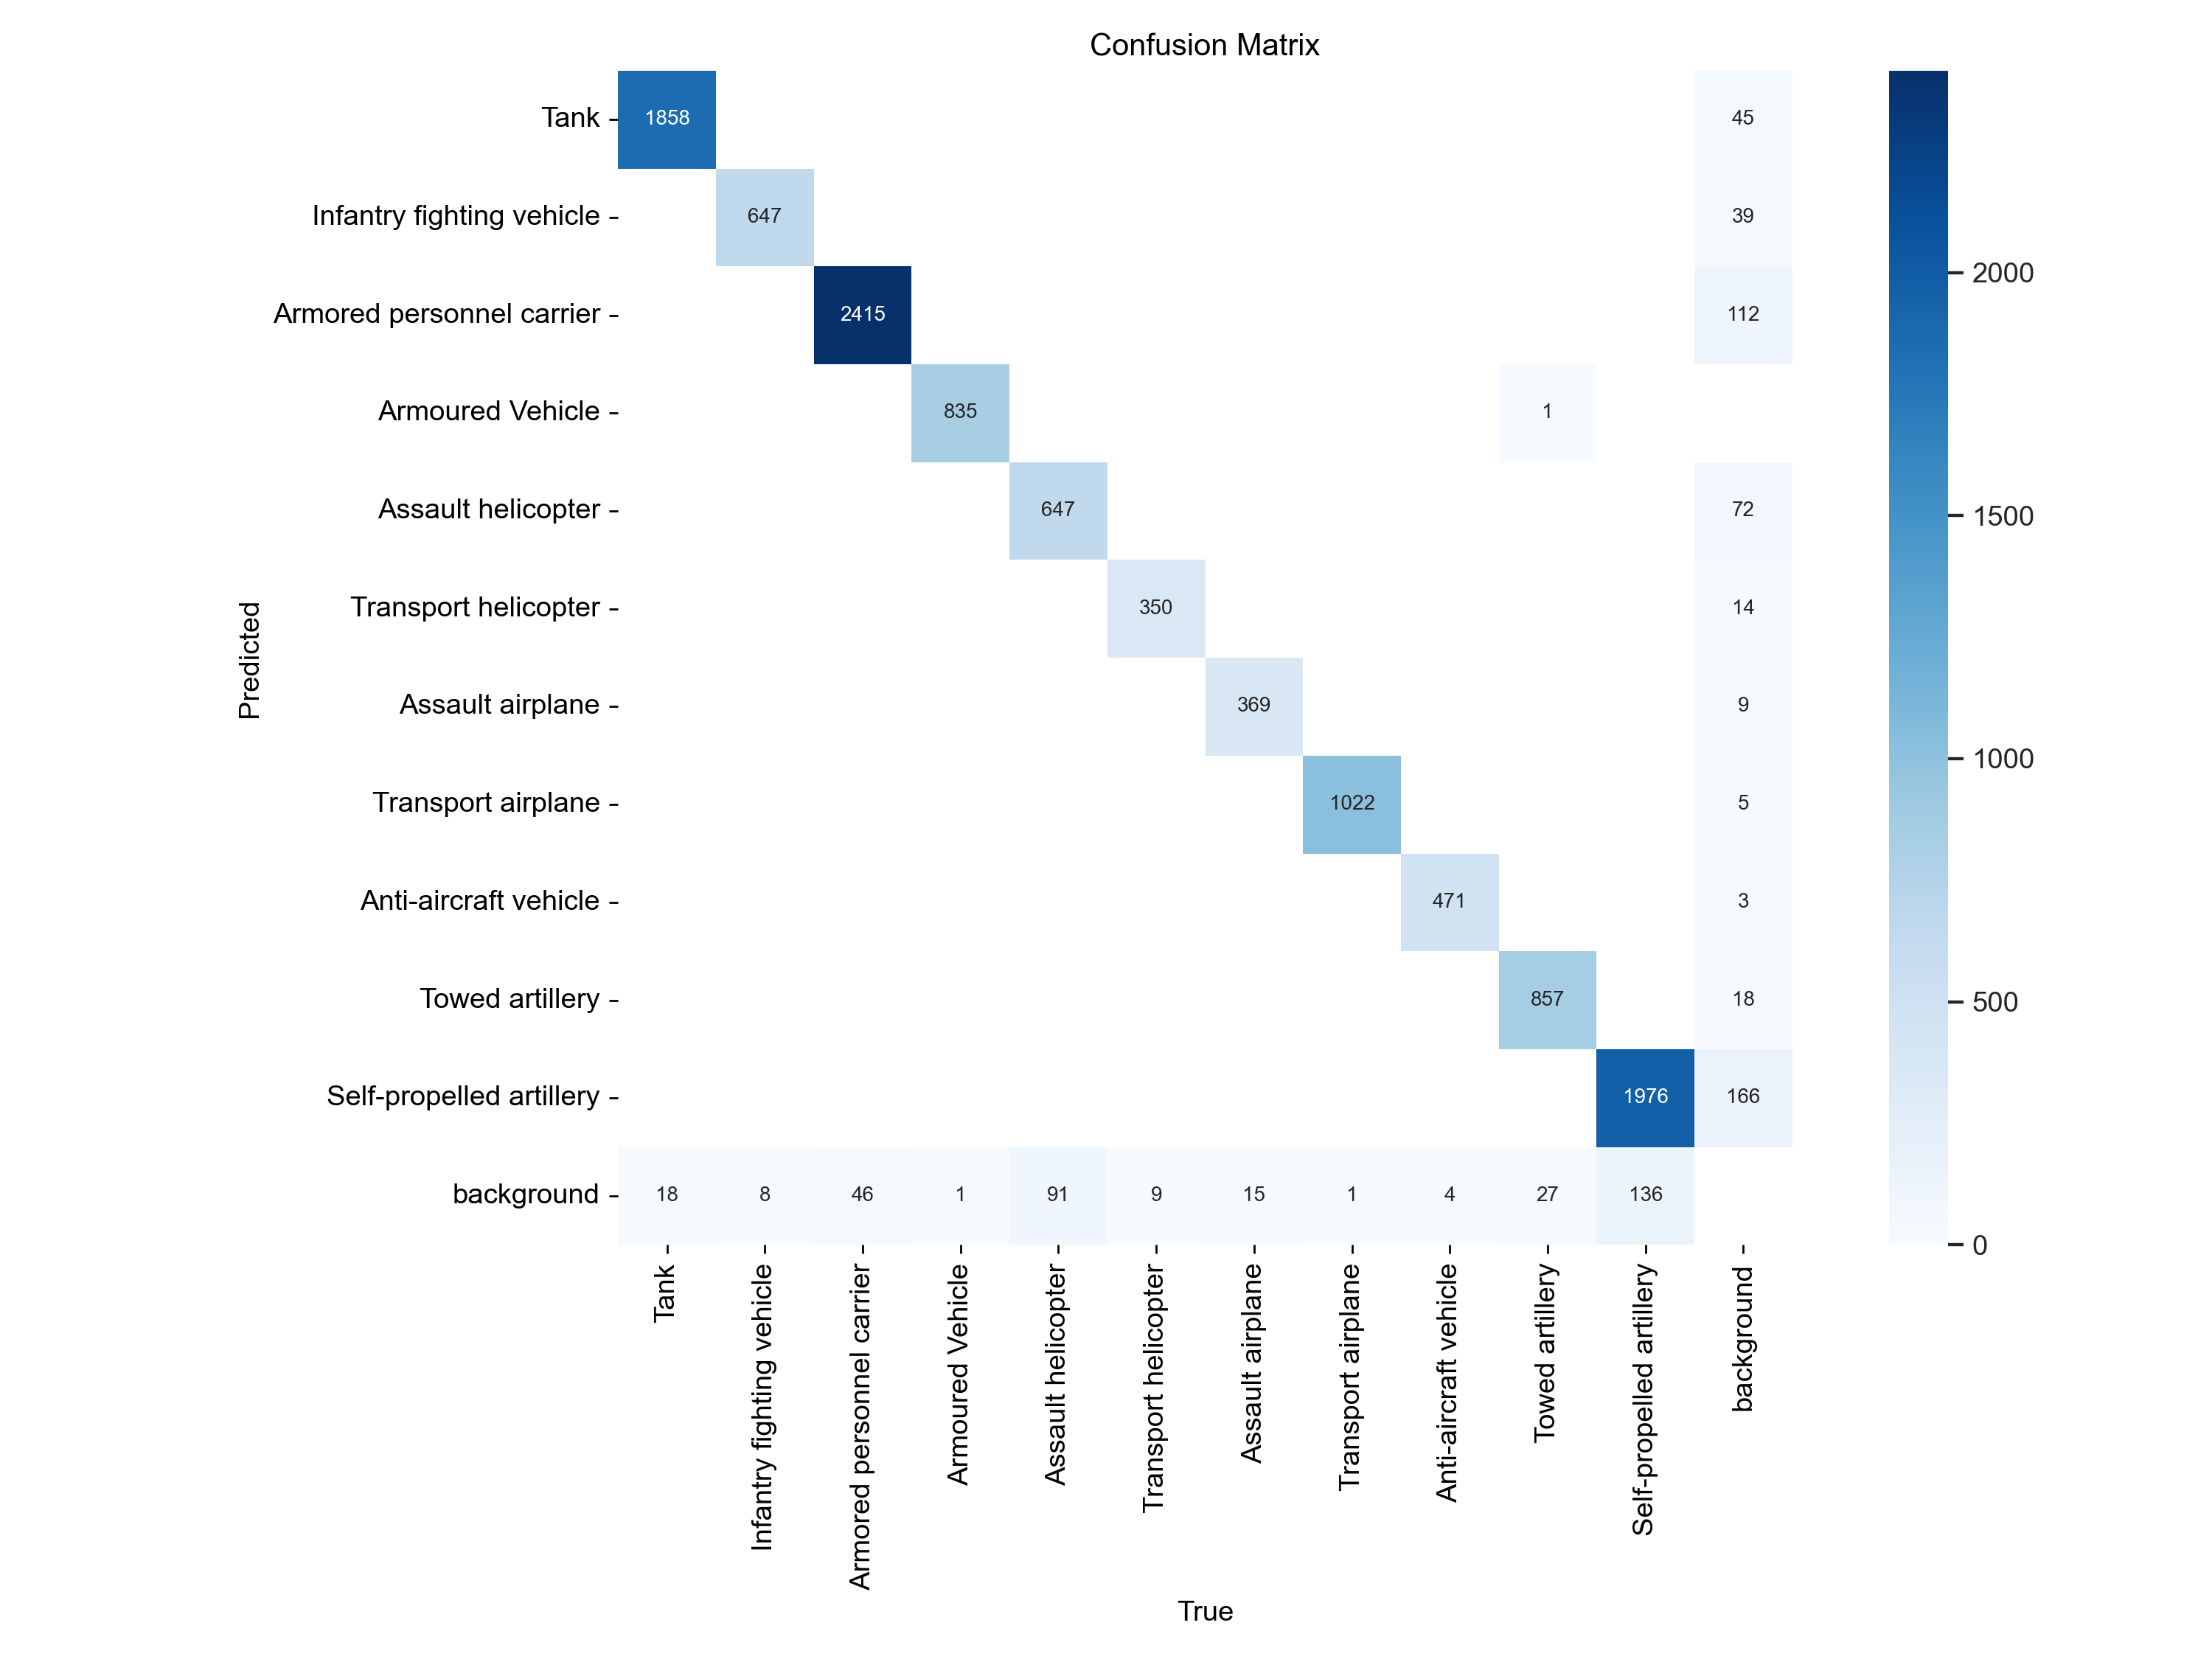 Confusion Matrix
Tank 1858 45
Infantry fighting vehicle 647 39
Armored personnel carrier 2415 112
Armoured Vehicle 835 1
Assault helicopter 647 72
Transport helicopter 350 14
Assault airplane 369 9
Transport airplane 1022 5
Anti-aircraft vehicle 471 3
Towed artillery 857 18
Self-propelled artillery 1976 166
background 18 8 46 1 91 9 15 1 4 27 136
Predicted
Tank
Infantry fighting vehicle
Armored personnel carrier
Armoured Vehicle
Assault helicopter
Transport helicopter
Assault airplane
Transport airplane
Anti-aircraft vehicle
Towed artillery
Self-propelled artillery
background
True
2000
1500
1000
500
0